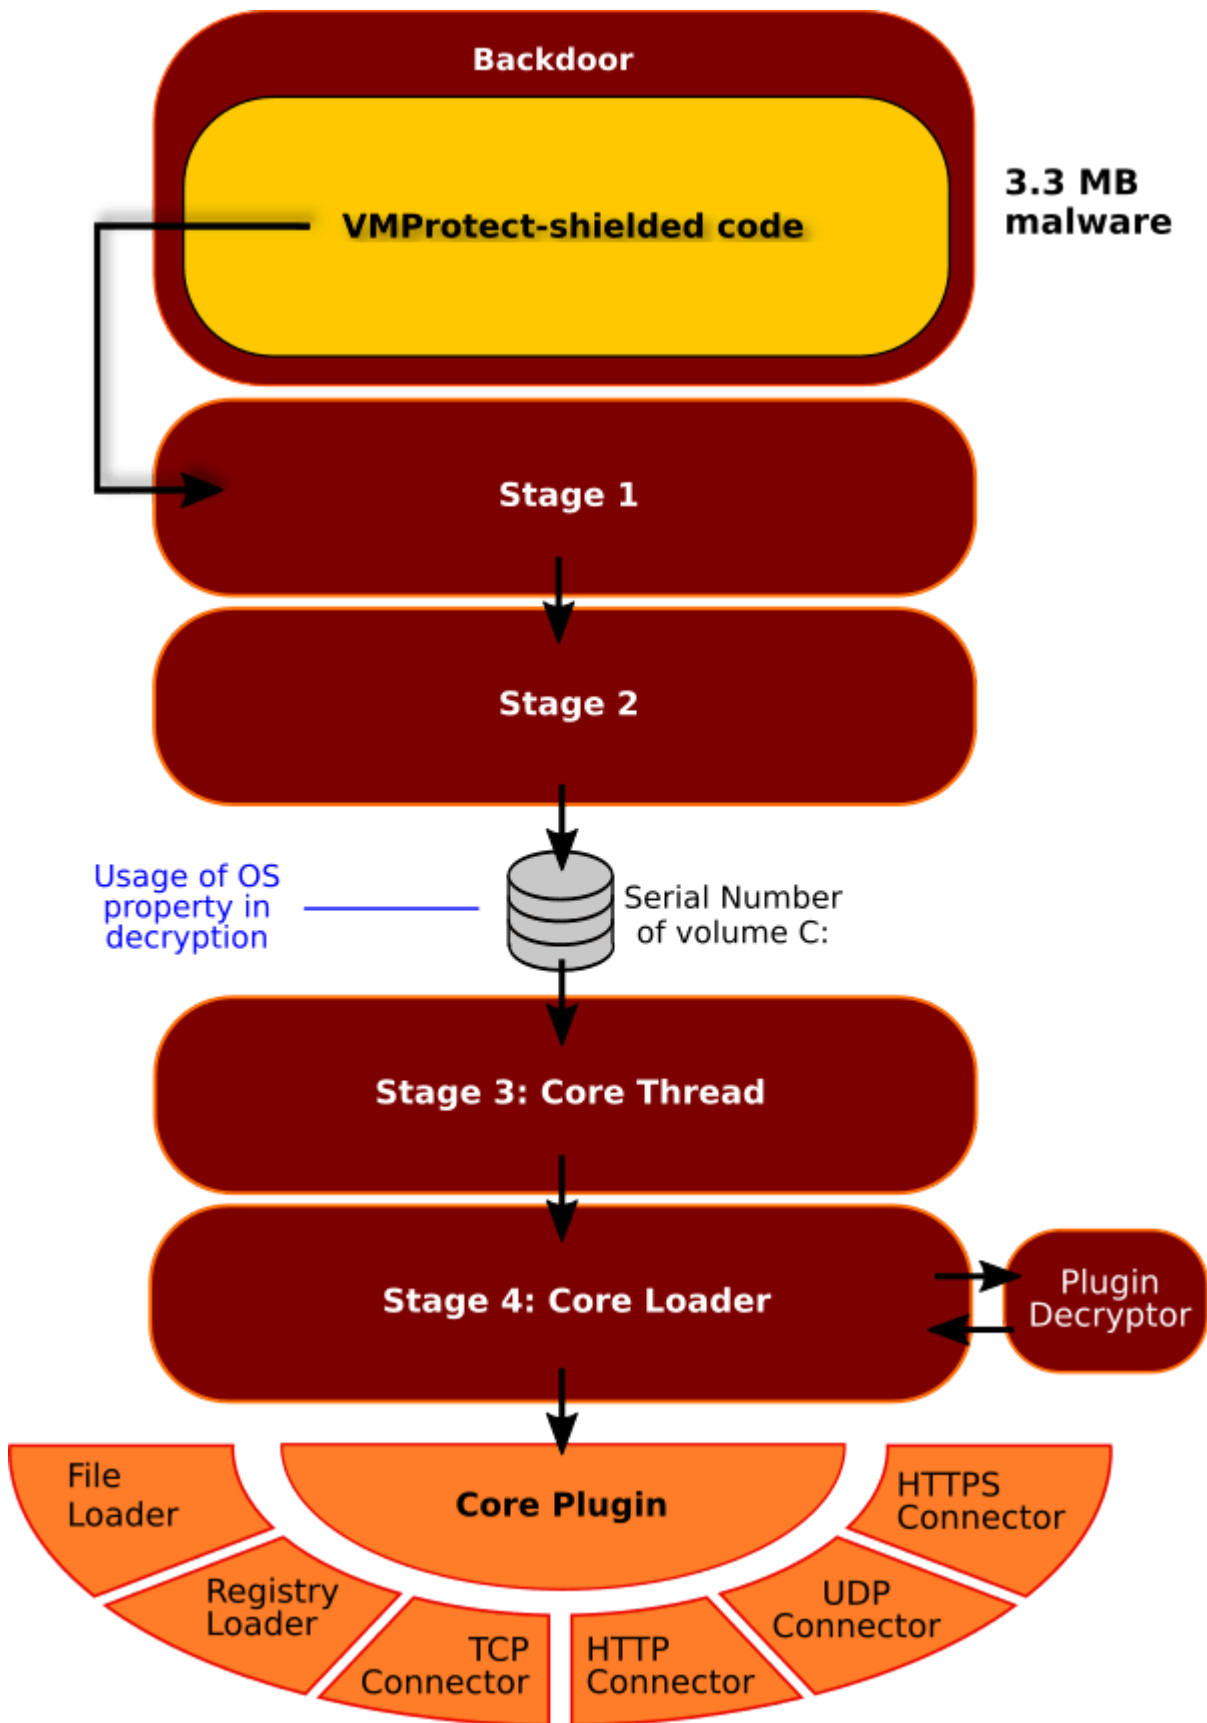 Backdoor
VMProtect-shielded code
3.3 MB
malware
Stage 1
Stage 2
Usage of OS
property in
decryption
Serial Number
of volume C:
Stage 3: Core Thread
Stage 4: Core Loader
Plugin
Decryptor
File
Loader
Core Plugin
HTTPS
Connector
Registry
Loader
TCP
Connector
HTTP
Connector
UDP
Connector